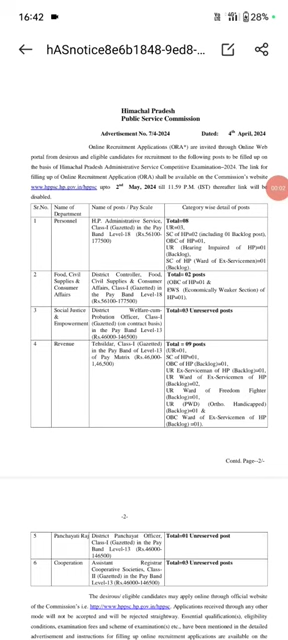 16:42
28%
hASnotice8e6b1848-9ed8-...
00:02
Himachal Pradesh
Public Service Commission
Advertisement No. 7/4-2024 Dated: 4th April, 2024
Online Recruitment Applications (ORA*) are invited through Online Web
portal from desirous and eligible candidates for recruitment to the following posts to be filled up on
the basis of Himachal Pradesh Administrative Service Competitive Examination-2024. The link for
filling up of Online Recruitment Application (ORA) shall be available on the Commission's website
www.hppsc.hp.gov.in/hppsc upto 2nd May, 2024 till 11.59 P.M. (IST) thereafter link will be
disabled.
Sr.No. Name of Department Name of posts / Pay Scale Category wise detail of posts
1 Personnel H.P. Administrative Service, Total=08
Class-I (Gazetted) in the Pay UR=03,
Band Level-18 (Rs.56100- SC of HP=02 (including 01 Backlog post),
177500) OBC of HP=01,
UR (Hearing Impaired of HP)=01
(Backlog),
SC of HP (Ward of Ex-Serviceman)=01
(Backlog)
2 Food, Civil District Controller, Food, Total= 02 posts
Supplies & Civil Supplies & Consumer (OBC of HP=01 &
Consumer Affairs, Class-I (Gazetted) in EWS (Economically Weaker Section) of
Affairs the Pay Band Level-18 HP=01).
(Rs.56100-177500)
3 Social Justice District Welfare-cum- Total=03 Unreserved posts
& Probation Officer, Class-I
Empowerment (Gazetted) (on contract basis)
in the Pay Band Level-13
(Rs.46000-146500)
4 Revenue Tehsildar, Class-I (Gazetted) Total = 09 posts
in the Pay Band of Level-13 (UR=01,
of Pay Matrix (Rs.46,000- SC of HP=01,
1,46,500) OBC of HP (Backlog)=01,
UR Ex-Serviceman of HP (Backlog)=01,
UR Ward of Ex-Servicemen of HP
(Backlog)=02,
UR Ward of Freedom Fighter
(Backlog)=01,
UR (PWD) (Ortho. Handicapped)
(Backlog)=01 &
OBC Ward of Ex-Servicemen of HP
(Backlog) =01).
Contd. Page--2/-
-2-
5 Panchayati Raj District Panchayat Officer, Total=01 Unreserved post
Class-I (Gazetted) in the Pay
Band Level-13 (Rs.46000-
146500)
6 Cooperation Assistant Registrar Total=03 Unreserved posts
Cooperative Societies, Class-
II (Gazetted) in the Pay Band
Level-13 (Rs.46000-146500)
The desirous/eligible candidates may apply online through official website
of the Commission's i.e. http://www.hppsc.hp.gov.in/hppsc. Applications received through any other
mode will not be accepted and will be rejected straightway. Essential qualification(s), eligibility
conditions, examination fees and scheme of examination(s) etc., have been mentioned in the detailed
advertisement and instructions for filling up online recruitment applications are available on the